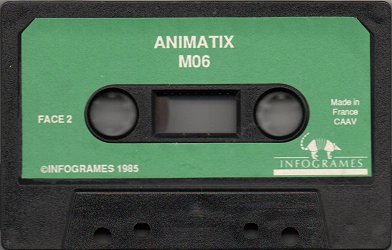 ANIMATIX
M06
FACE 2
Made in
France
CAAV
©INFOGRAMES 1985
INFOGRAMES